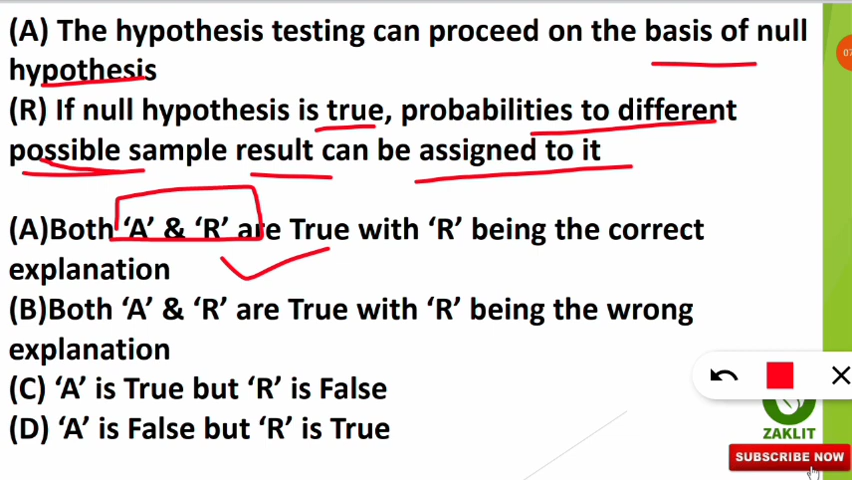 (A) The hypothesis testing can proceed on the basis of null
hypothesis
(R) If null hypothesis is true, probabilities to different
possible sample result can be assigned to it
(A)Both ‘A’ & ‘R’ are True with ‘R’ being the correct
explanation
(B)Both ‘A’ & ‘R’ are True with ‘R’ being the wrong
explanation
(C) ‘A’ is True but ‘R’ is False
(D) ‘A’ is False but ‘R’ is True
07
ZAKLIT
SUBSCRIBE NOW